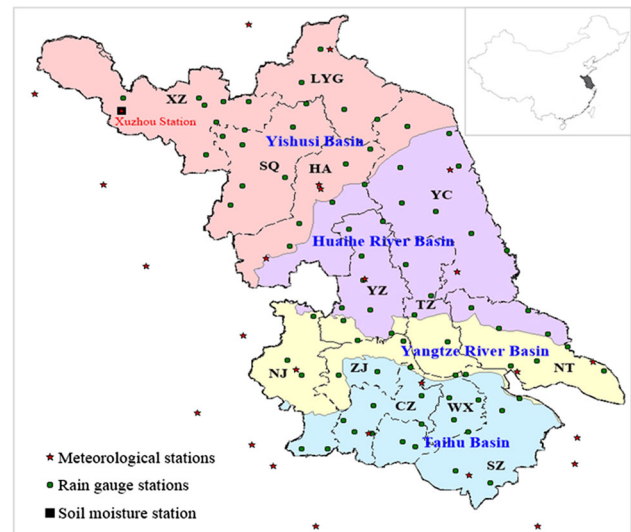 LYG
XZ
Xuzhou Station
Yishusi Basin
SQ
HA
YC
Huaihe River Basin
YZ
TZ
Yangtze River Basin
NJ
ZJ
NT
CZ
WX
Taihu Basin
SZ
Meteorological stations
Rain gauge stations
Soil moisture station